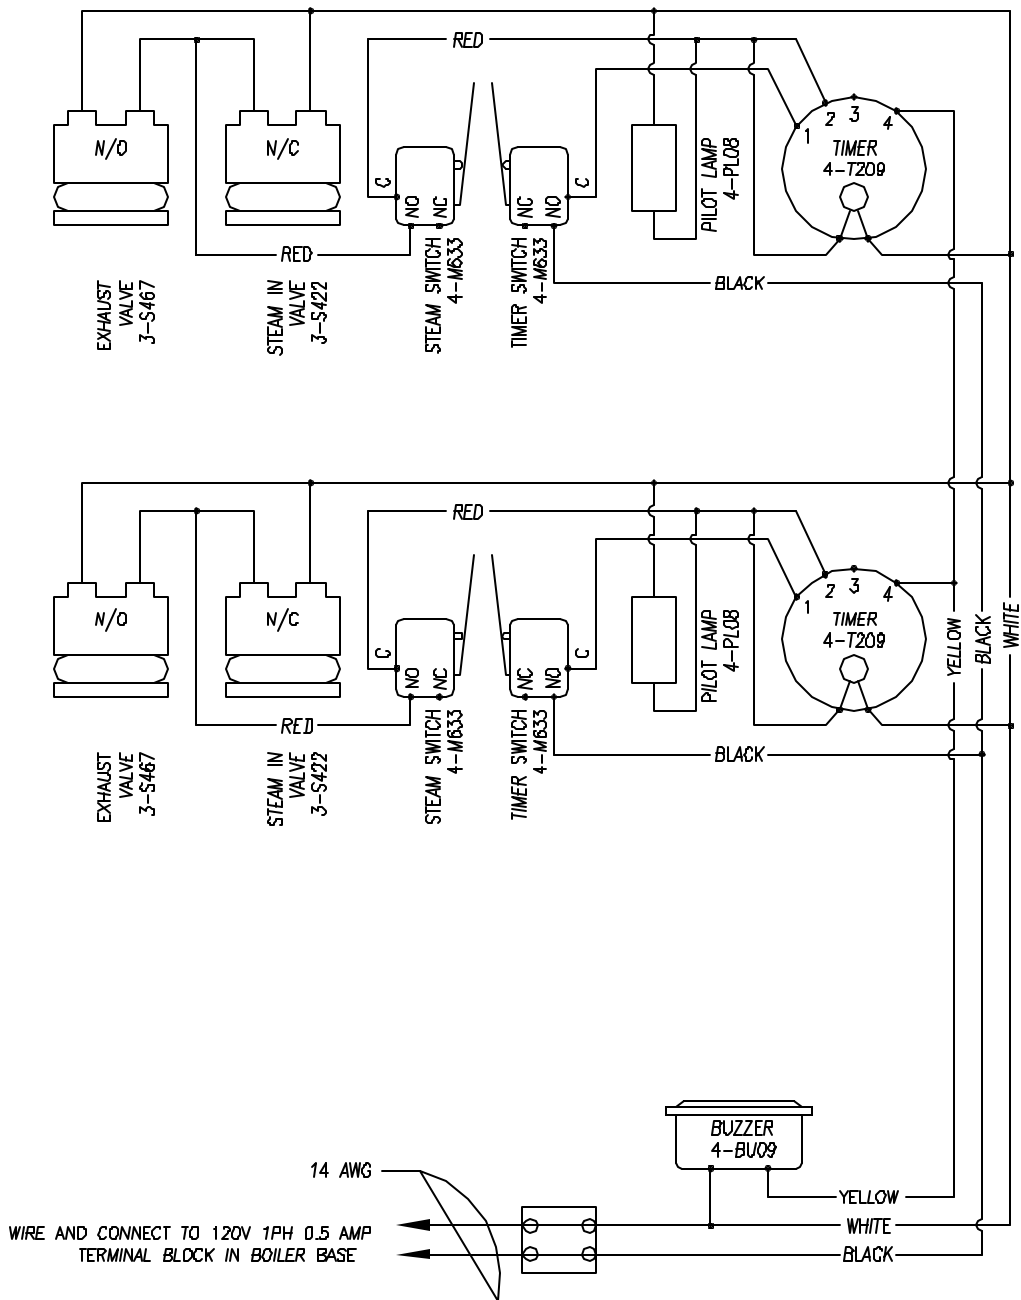 RED
N/O
N/C
C
NO
NC
NC
NO
C
PILOT LAMP
4-PL08
1
2
3
4
TIMER
4-T209
RED
BLACK
EXHAUST
VALVE
3-S467
STEAM IN
VALVE
3-S422
STEAM SWITCH
4-M633
TIMER SWITCH
4-M633
RED
N/O
N/C
C
NO
NC
NC
NO
C
PILOT LAMP
4-PL08
1
2
3
4
TIMER
4-T209
YELLOW
BLACK
WHITE
RED
BLACK
EXHAUST
VALVE
3-S467
STEAM IN
VALVE
3-S422
STEAM SWITCH
4-M633
TIMER SWITCH
4-M633
BUZZER
4-BU09
14 AWG
YELLOW
WIRE AND CONNECT TO 120V 1PH 0.5 AMP
WHITE
TERMINAL BLOCK IN BOILER BASE
BLACK